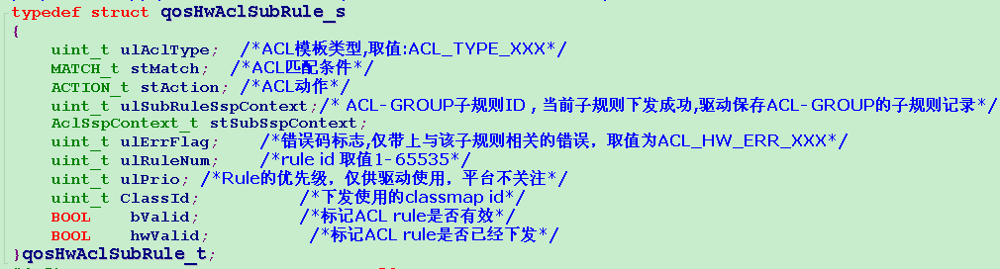 typedef struct qosHwAclSubRule_s
{
uint_t ulAclType; /*ACL模板类型,取值:ACL_TYPE_XXX*/
MATCH_t stMatch; /*ACL匹配条件*/
ACTION_t stAction; /*ACL动作*/
uint_t ulSubRuleSspContext;/* ACL-GROUP子规则ID , 当前子规则下发成功,驱动保存ACL-GROUP的子规则记录*/
AclSspContext_t stSubSspContext;
uint_t ulErrFlag; /*错误码标志,仅带上与该子规则相关的错误，取值为ACL_HW_ERR_XXX*/
uint_t ulRuleNum; /*rule id 取值1-65535*/
uint_t ulPrio; /*Rule的优先级，仅供驱动使用，平台不关注*/
uint_t ClassId; /*下发使用的classmap id*/
BOOL bValid; /*标记ACL rule是否有效*/
BOOL hwValid; /*标记ACL rule是否已经下发*/
}qosHwAclSubRule_t;